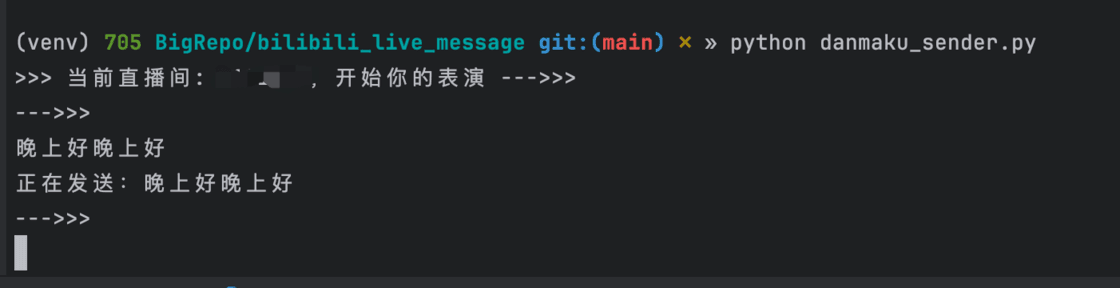 (venv) 705 BigRepo/bilibili_live_message git:(main) × » python danmaku_sender.py
>>> 当前直播间: , 开始你的表演 --->>>
--->>>
晚上好晚上好
正在发送: 晚上好晚上好
--->>>